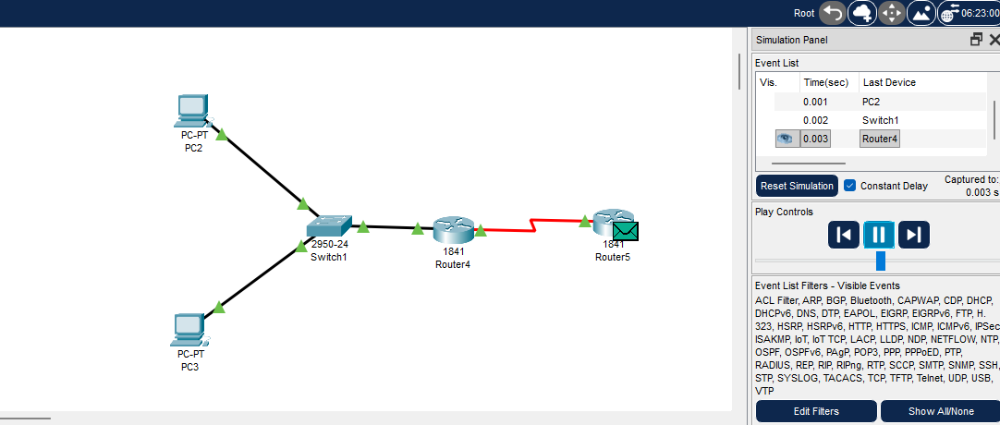 Root 06:23:00
Simulation Panel
Event List
Vis. Time(sec) Last Device
0.001 PC2
0.002 Switch1
0.003 Router4
Reset Simulation Constant Delay Captured to:
0.003 s
Play Controls
Event List Filters - Visible Events
ACL Filter, ARP, BGP, Bluetooth, CAPWAP, CDP, DHCP,
DHCPv6, DNS, DTP, EAPOL, EIGRP, EIGRPv6, FTP, H.
323, HSRP, HSRPv6, HTTP, HTTPS, ICMP, ICMPv6, IPSec
ISAKMP, IoT, IoT TCP, LACP, LLDP, NDP, NETFLOW, NTP,
OSPF, OSPFv6, PAgP, POP3, PPP, PPPoED, PTP,
RADIUS, REP, RIP, RIPng, RTP, SCCP, SMTP, SNMP, SSH,
STP, SYSLOG, TACACS, TCP, TFTP, Telnet, UDP, USB,
VTP
Edit Filters Show All/None
PC-PT
PC2
2950-24
Switch1
1841
Router4
1841
Router5
PC-PT
PC3